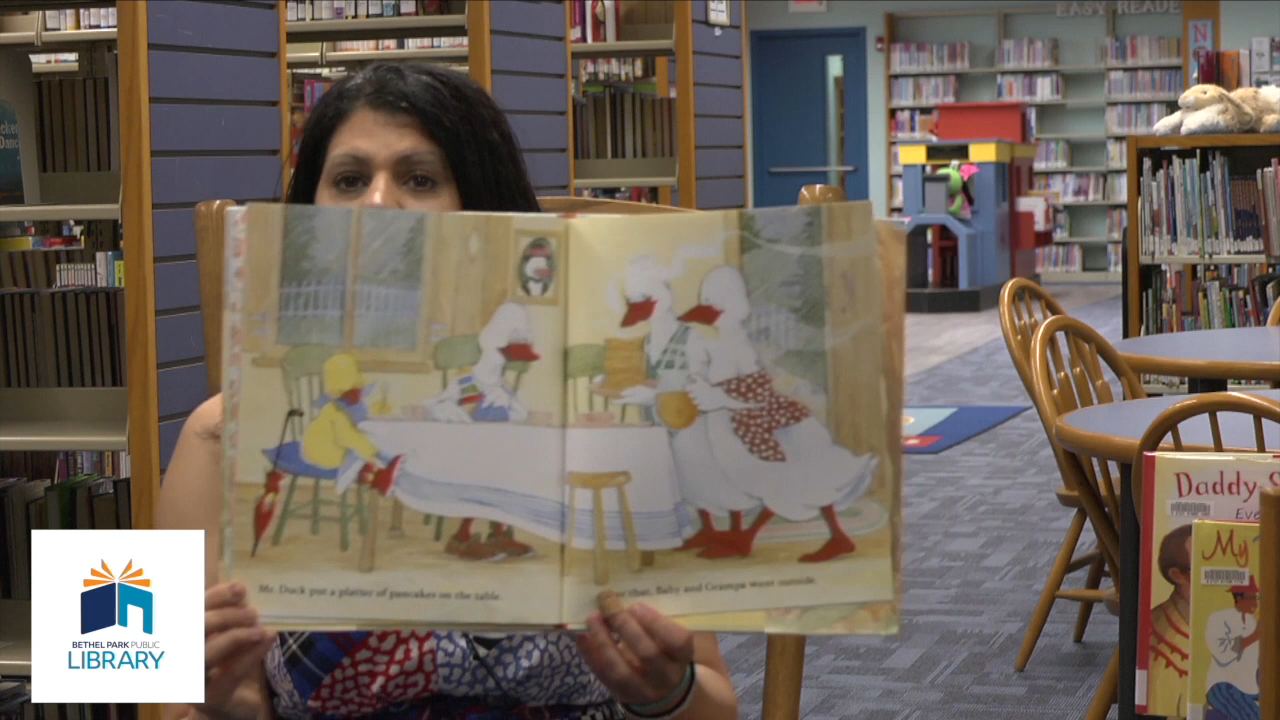 EASY READE
Mr. Duck put a platter of pancakes on the table.
that, Baby and Grampa went outside.
Daddy
My
BETHEL PARK PUBLIC
LIBRARY